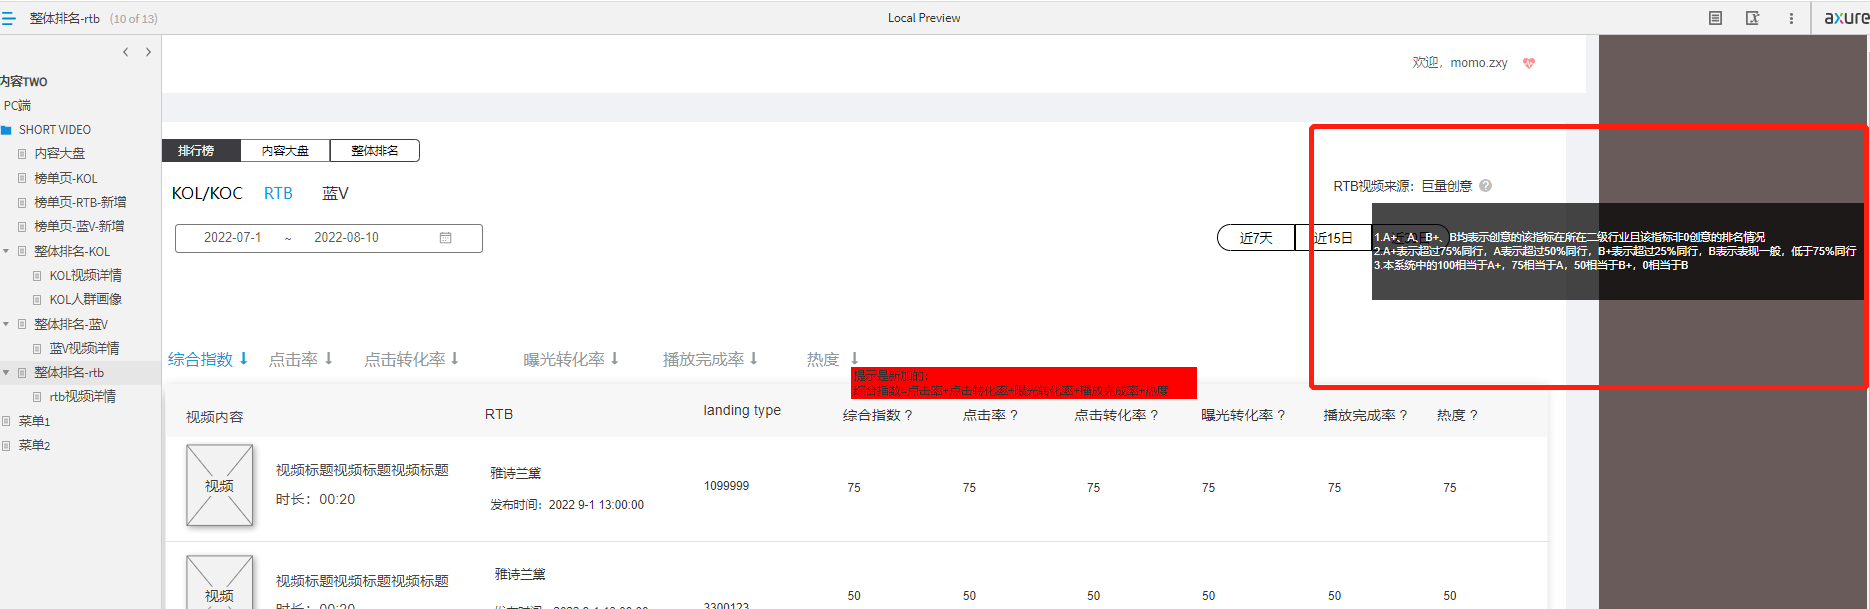 整体排名-rtb (10 of 13)
Local Preview
axure
内容TWO
PC端
SHORT VIDEO
内容大盘
榜单页-KOL
榜单页-RTB-新增
榜单页-蓝V-新增
整体排名-KOL
KOL视频详情
KOL人群画像
整体排名-蓝V
蓝V视频详情
整体排名-rtb
rtb视频详情
菜单1
菜单2
欢迎，momo.zxy
排行榜 内容大盘 整体排名
KOL/KOC RTB 蓝V
RTB视频来源：巨量创意 ?
2022-07-1 ~ 2022-08-10
近7天 近15日
1.A+、A、B+、B均表示创意的该指标在所在二级行业且该指标非0创意的排名情况
2.A+表示超过75%同行，A表示超过50%同行，B+表示超过25%同行，B表示表现一般，低于75%同行
3.本系统中的100相当于A+，75相当于A，50相当于B+，0相当于B
综合指数 点击率 点击转化率 曝光转化率 播放完成率 热度
提示是新加的：
综合指数=点击率+点击转化率+曝光转化率+播放完成率+热度
视频内容 RTB landing type 综合指数？ 点击率？ 点击转化率？ 曝光转化率？ 播放完成率？ 热度？
视频
视频标题视频标题视频标题
时长：00:20
雅诗兰黛
发布时间：2022 9-1 13:00:00
1099999 75 75 75 75 75 75
视频
视频标题视频标题视频标题
时长：00:20
雅诗兰黛
发布时间：2022 9-1 13:00:00
3300123 50 50 50 50 50 50